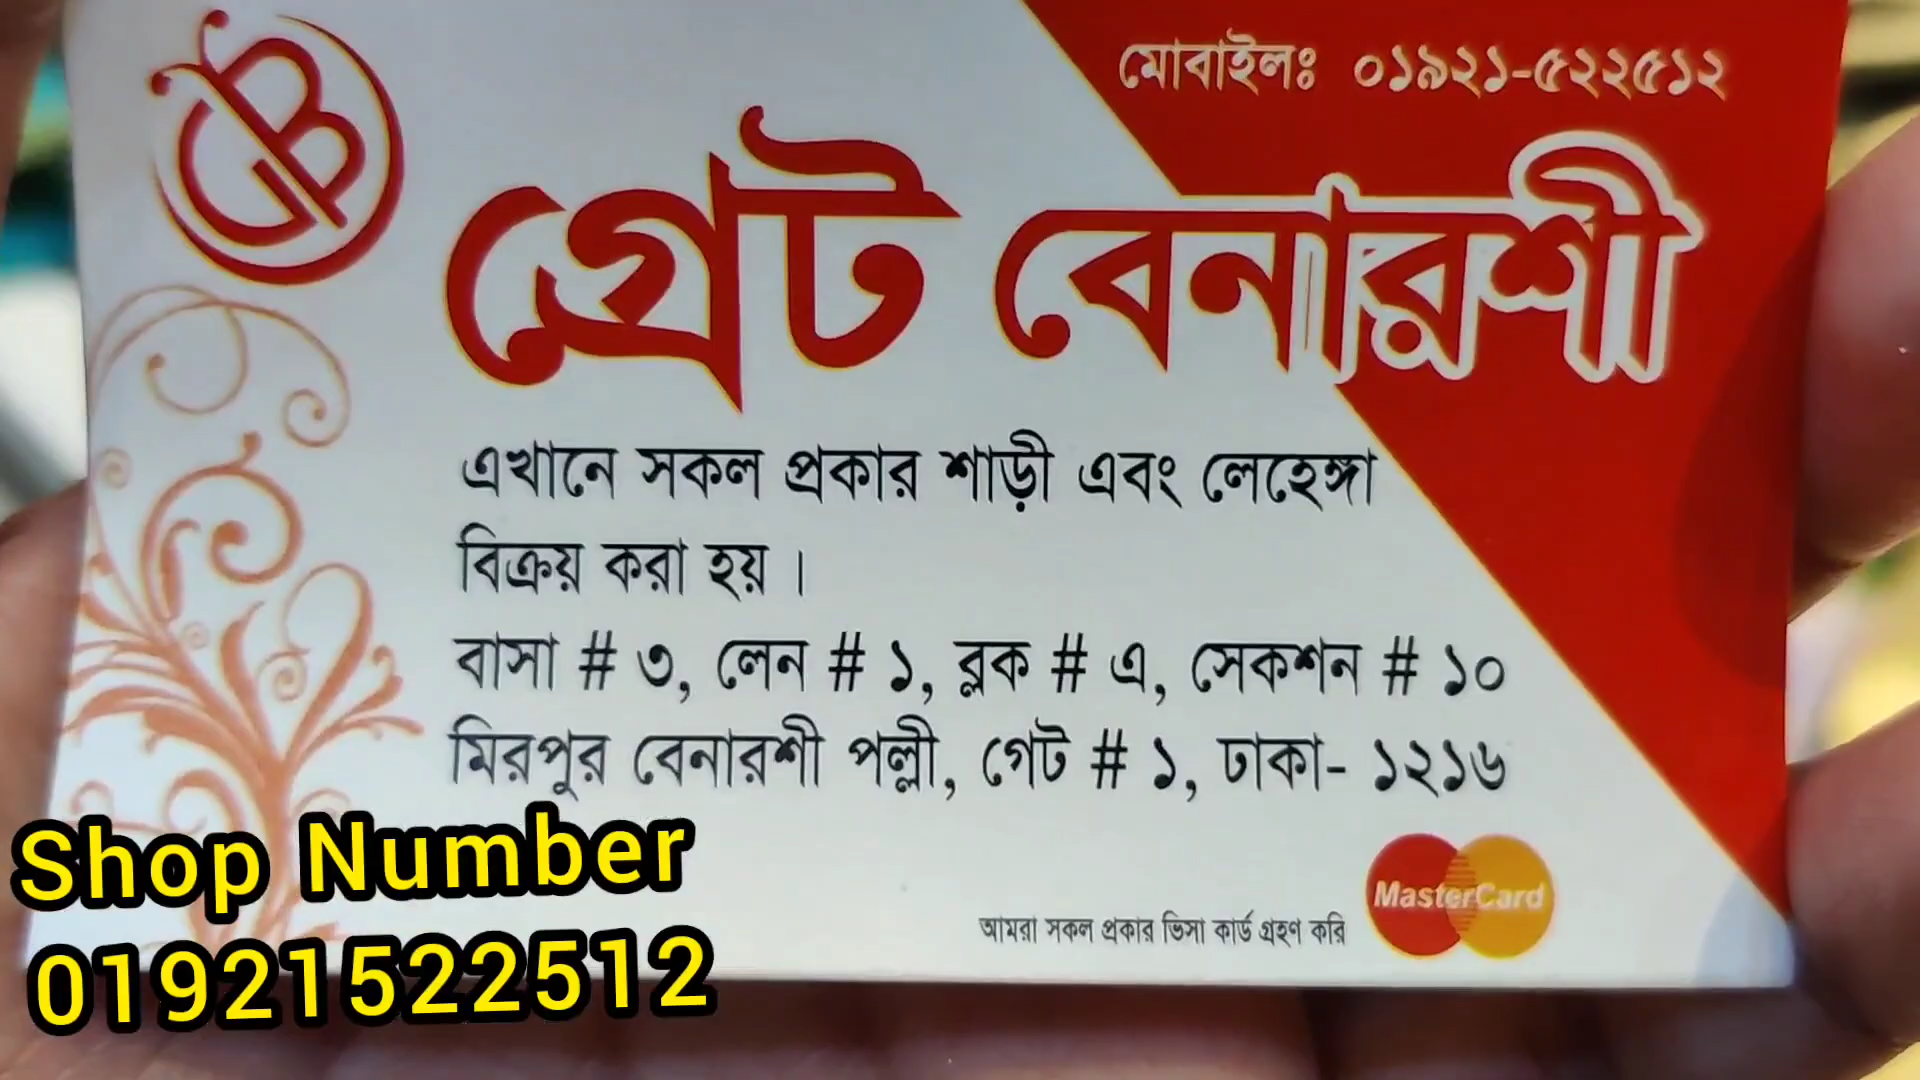 GB
মোবাইলঃ ০১৯২১-৫২২৫১২
গ্রেট বেনারশী
এখানে সকল প্রকার শাড়ী এবং লেহেঙ্গা
বিক্রয় করা হয় ।
বাসা # ৩, লেন # ১, ব্লক # এ, সেকশন # ১০
মিরপুর বেনারশী পল্লী, গেট # ১, ঢাকা- ১২১৬
আমরা সকল প্রকার ভিসা কার্ড গ্রহণ করি
MasterCard
Shop Number
01921522512